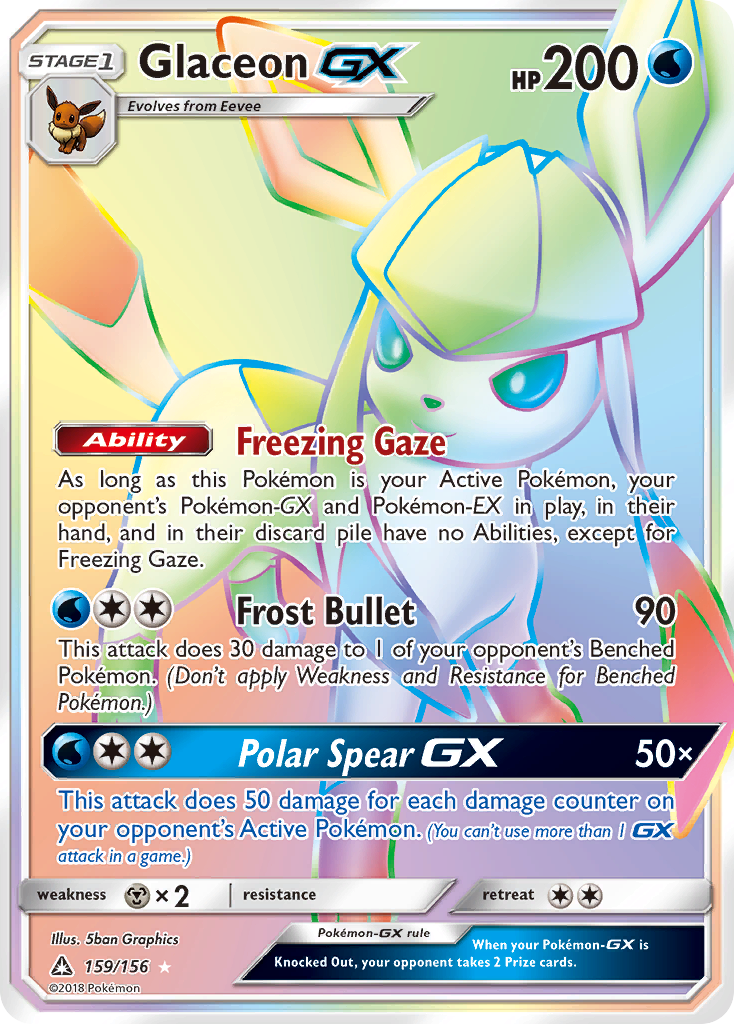 STAGE1 Glaceon GX HP200
Evolves from Eevee
Ability Freezing Gaze
As long as this Pokémon is your Active Pokémon, your
opponent's Pokémon-GX and Pokémon-EX in play, in their
hand, and in their discard pile have no Abilities, except for
Freezing Gaze.
Frost Bullet 90
This attack does 30 damage to 1 of your opponent's Benched
Pokémon. (Don't apply Weakness and Resistance for Benched
Pokémon.)
Polar Spear GX 50×
This attack does 50 damage for each damage counter on
your opponent's Active Pokémon. (You can't use more than 1 GX
attack in a game.)
weakness ×2 resistance retreat
Illus. 5ban Graphics
159/156
©2018 Pokémon
Pokémon-GX rule
When your Pokémon-GX is
Knocked Out, your opponent takes 2 Prize cards.